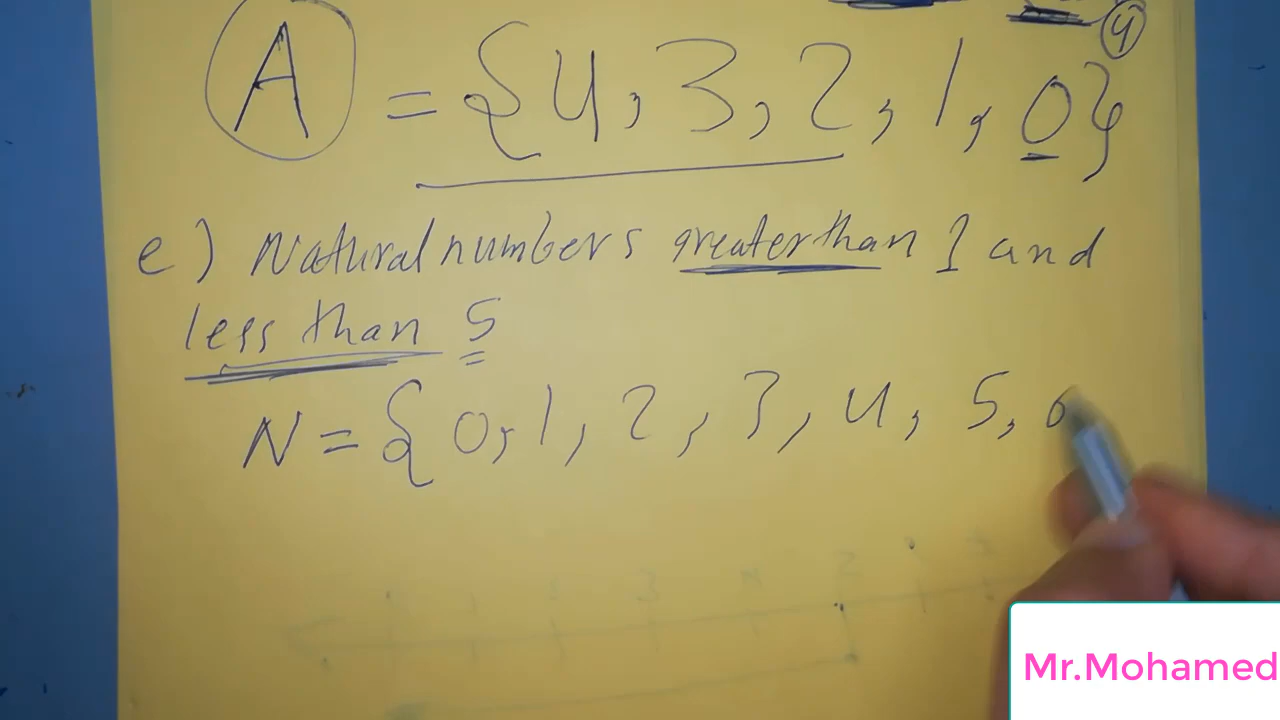 4
A = {4, 3, 2, 1, 0}
e) Natural numbers greater than 1 and
less than 5
N = {0, 1, 2, 3, 4, 5, 6
Mr.Mohamed